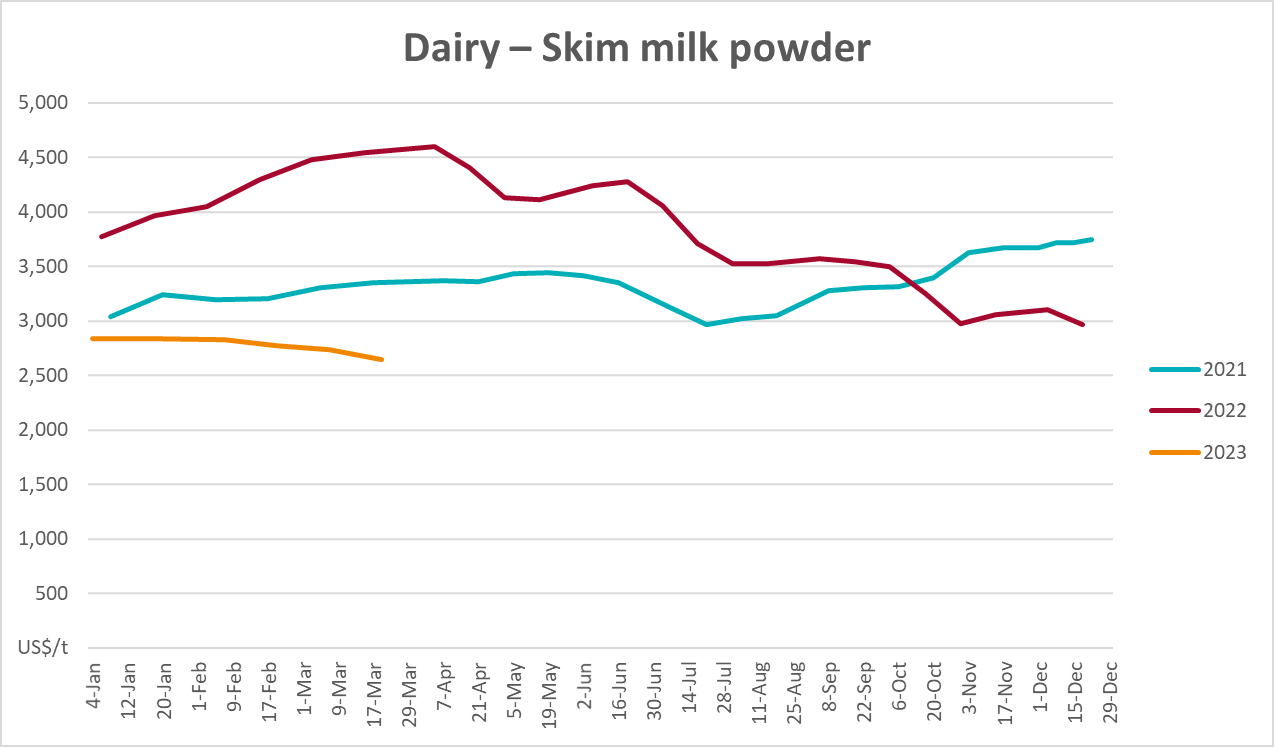 Dairy – Skim milk powder
5,000
4,500
4,000
3,500
3,000
2,500
2,000
1,500
1,000
500
US$/t
4-Jan
12-Jan
20-Jan
1-Feb
9-Feb
17-Feb
1-Mar
9-Mar
17-Mar
29-Mar
7-Apr
21-Apr
5-May
19-May
2-Jun
16-Jun
30-Jun
14-Jul
28-Jul
11-Aug
25-Aug
8-Sep
22-Sep
6-Oct
20-Oct
3-Nov
17-Nov
1-Dec
15-Dec
29-Dec
2021
2022
2023